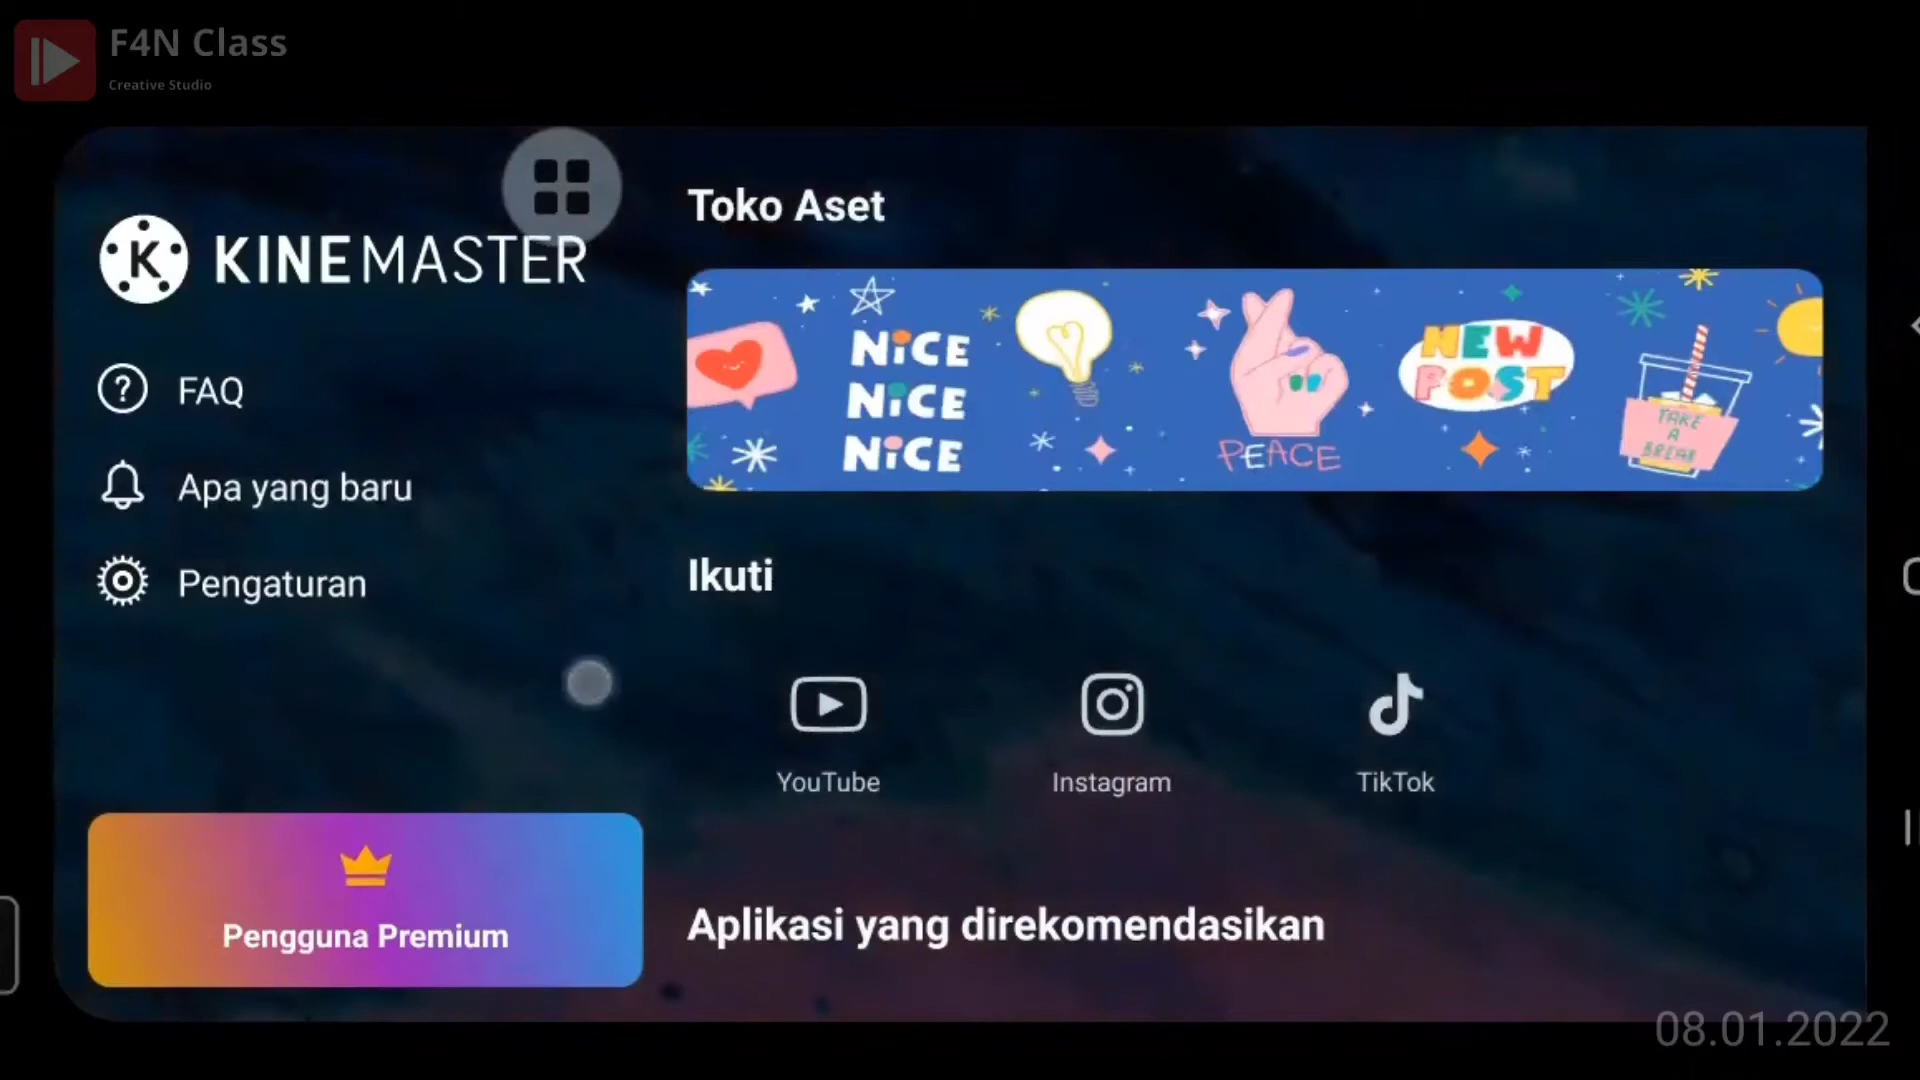 F4N Class
Creative Studio
KINEMASTER
FAQ
Apa yang baru
Pengaturan
Pengguna Premium
Toko Aset
NiCE
NiCE
NiCE
PEACE
NEW
POST
TAKE
A
BREAK
Ikuti
YouTube
Instagram
TikTok
Aplikasi yang direkomendasikan
08.01.2022